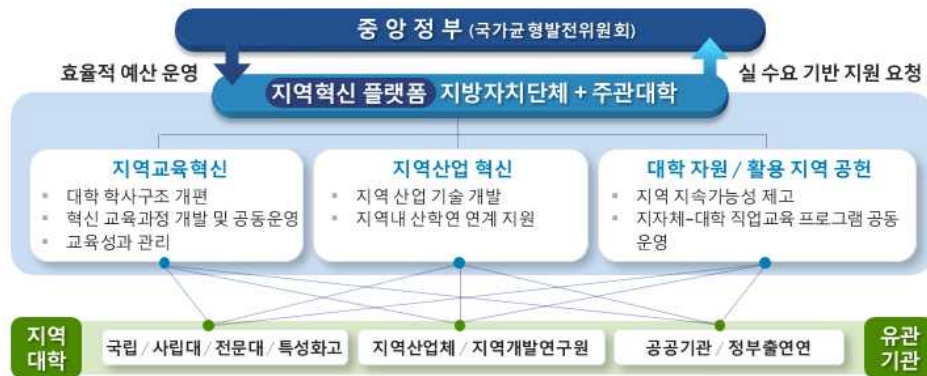 중앙정부 (국가균형발전위원회)
효율적 예산 운영
실 수요 기반 지원 요청
지역혁신 플랫폼 지방자치단체 + 주관대학
지역교육혁신
▪ 대학 학사구조 개편
▪ 혁신 교육과정 개발 및 공동운영
▪ 교육성과 관리
지역산업 혁신
▪ 지역 산업 기술 개발
▪ 지역내 산학연 연계 지원
대학 자원 / 활용 지역 공헌
▪ 지역 지속가능성 제고
▪ 지자체-대학 직업교육 프로그램 공동
운영
지역
대학
국립 / 사립대 / 전문대 / 특성화고
지역산업체 / 지역개발연구원
공공기관 / 정부출연연
유관
기관